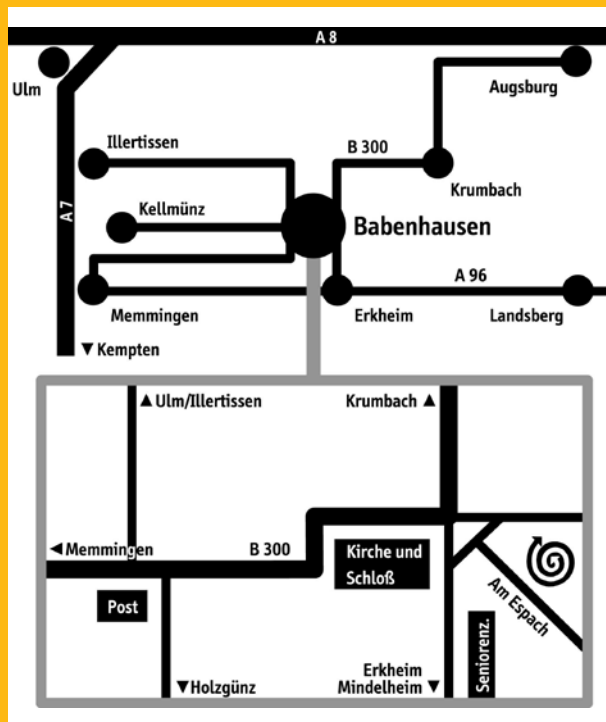 A 8
Ulm
Augsburg
Illertissen
B 300
Krumbach
A 7
Kellmünz
Babenhausen
A 96
Memmingen
Erkheim
Landsberg
▼ Kempten
▲ Ulm/Illertissen
Krumbach ▲
◄ Memmingen
B 300
Kirche und
Schloß
Am Espach
Post
Seniorenz.
▼ Holzgünz
Erkheim
Mindelheim ▼